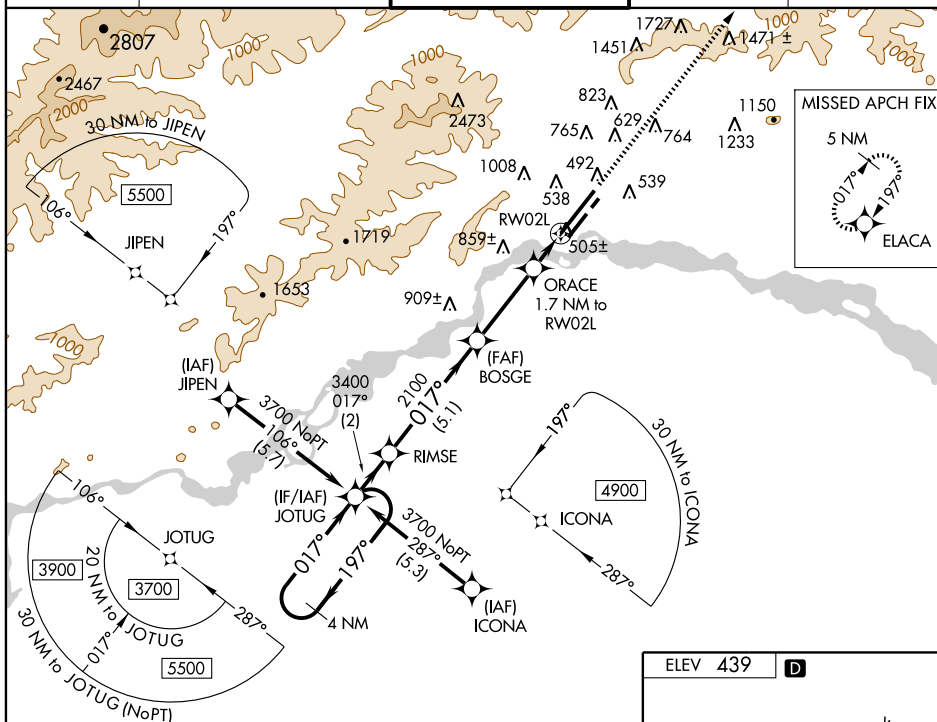 2807
1000
1727
1000
1471 ±
1451
1000
2467
2000
2473
823
629
765
764
1150
1233
MISSED APCH FIX
5 NM
017°
197°
ELACA
30 NM to JIPEN
5500
106°
197°
JIPEN
1008
492
538
539
RW02L
505±
859±
1719
1653
909±
ORACE
1.7 NM to
RW02L
1000
(FAF)
BOSGE
(IAF)
JIPEN
3400
017°
(2)
2100
017°
(5.1)
3700 NoPT
106°
(5.7)
RIMSE
(IF/IAF)
JOTUG
017°
197°
4 NM
3700 NoPT
287°
(5.3)
(IAF)
ICONA
197°
30 NM to ICONA
4900
ICONA
287°
106°
JOTUG
3900
3700
20 NM to JOTUG
287°
017°
5500
30 NM to JOTUG (NoPT)
ELEV 439
D